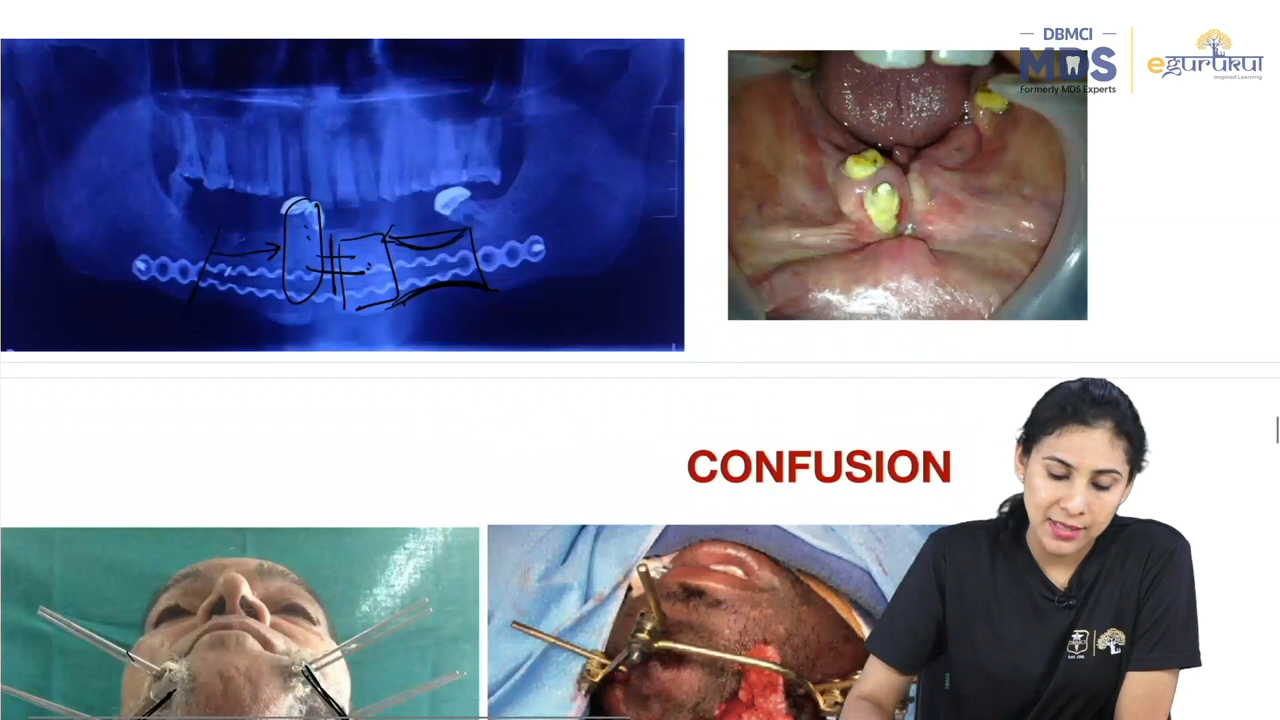 DBMCI
MDS
Formerly MDS Experts
egurukul
Inspired Learning
CONFUSION